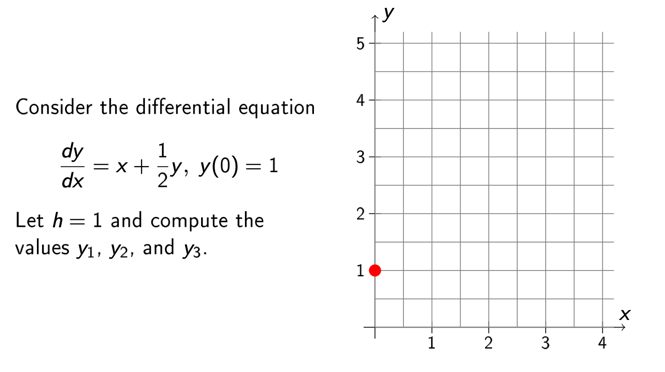 Consider the differential equation
dy/dx = x + 1/2 y, y(0) = 1
Let h = 1 and compute the
values y₁, y₂, and y₃.
y
5
4
3
2
1
x
1 2 3 4